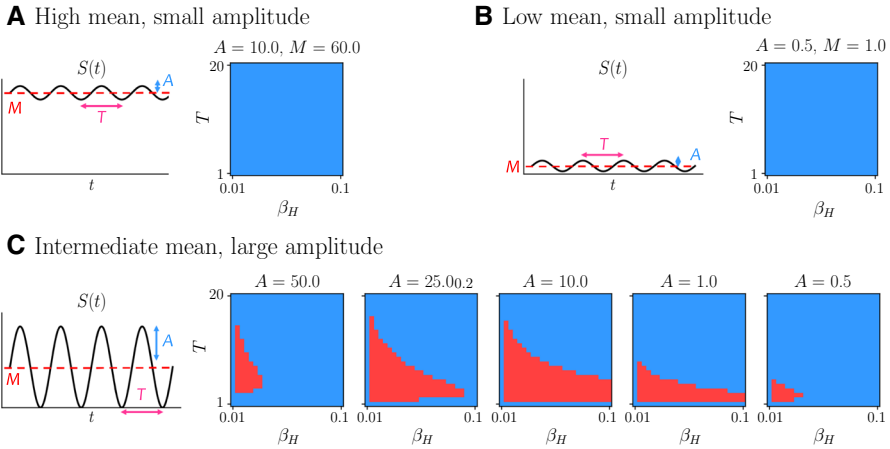 A High mean, small amplitude
S(t)
A
M
T
t
A = 10.0, M = 60.0
20
T
1
0.01
0.1
β_H
B Low mean, small amplitude
S(t)
T
A
M
t
A = 0.5, M = 1.0
20
T
1
0.01
0.1
β_H
C Intermediate mean, large amplitude
S(t)
A
M
T
t
A = 50.0
20
T
1
0.01
0.1
β_H
A = 25.0 0.2
0.01
0.1
β_H
A = 10.0
0.01
0.1
β_H
A = 1.0
0.01
0.1
β_H
A = 0.5
0.01
0.1
β_H